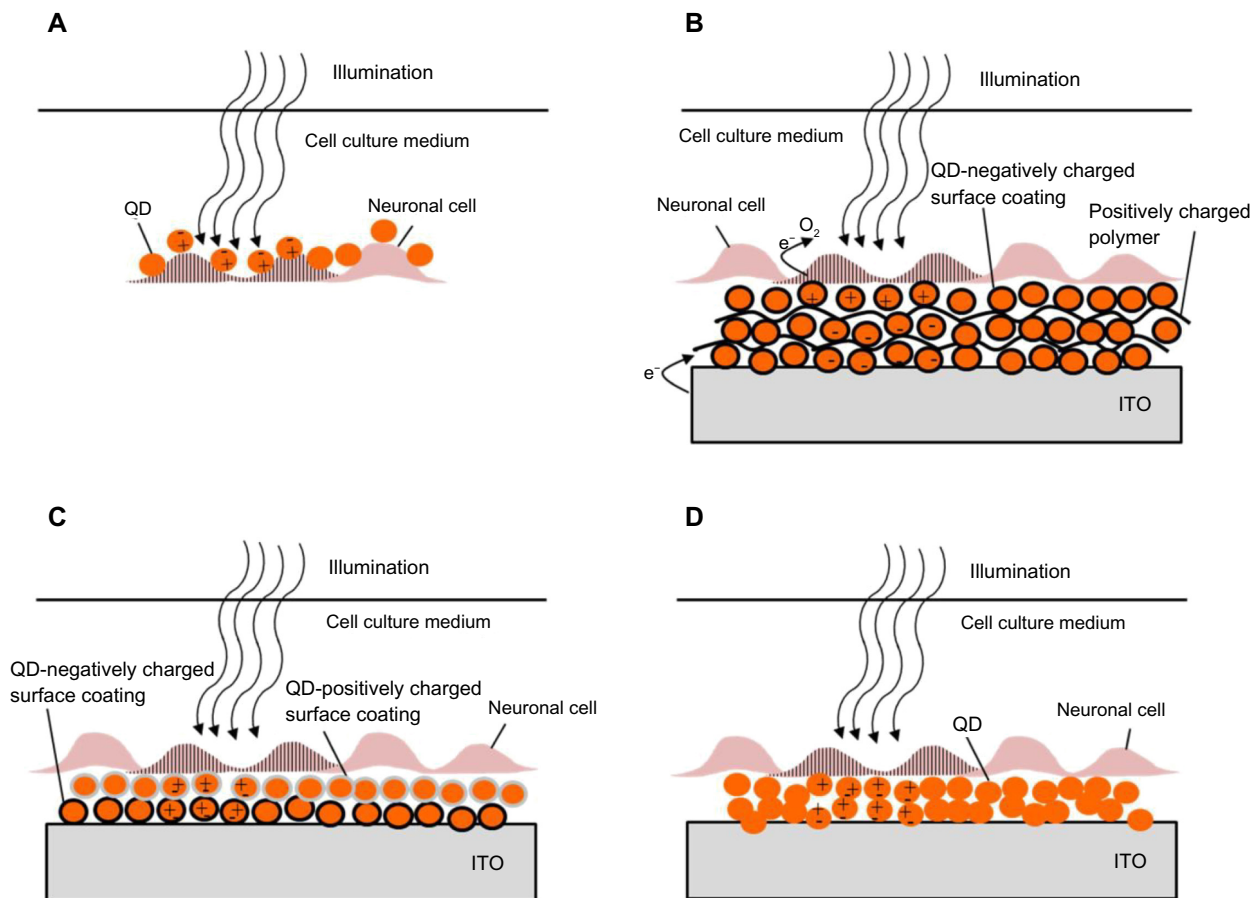 A
Illumination
Cell culture medium
QD
Neuronal cell
B
Illumination
Cell culture medium
QD-negatively charged
surface coating
Neuronal cell
Positively charged
polymer
e⁻ O₂
e⁻
ITO
C
Illumination
Cell culture medium
QD-negatively charged
surface coating
QD-positively charged
surface coating
Neuronal cell
ITO
D
Illumination
Cell culture medium
QD
Neuronal cell
ITO